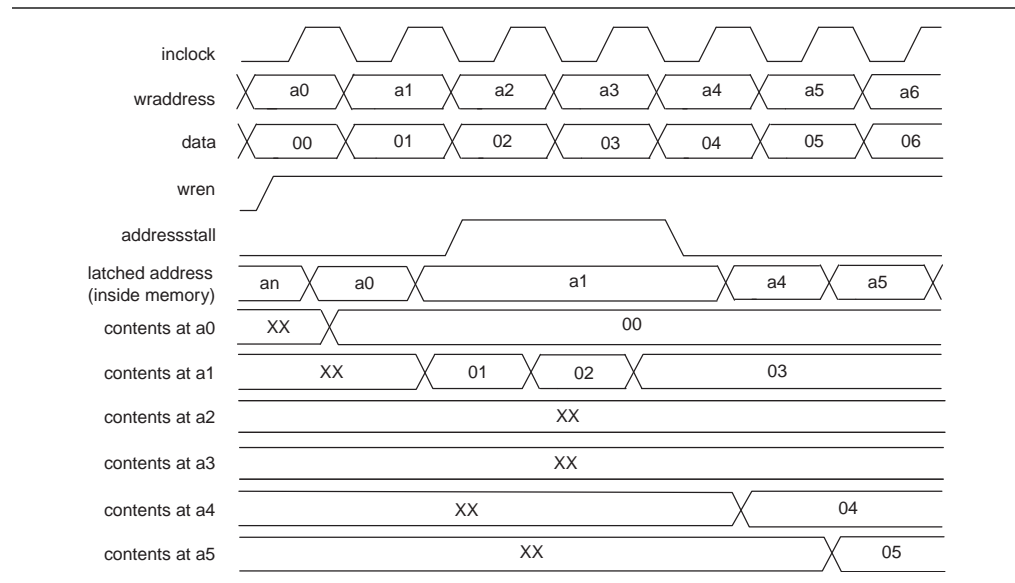 inclock
wraddress a0 a1 a2 a3 a4 a5 a6
data 00 01 02 03 04 05 06
wren
addressstall
latched address
(inside memory) an a0 a1 a4 a5
contents at a0 XX 00
contents at a1 XX 01 02 03
contents at a2 XX
contents at a3 XX
contents at a4 XX 04
contents at a5 XX 05